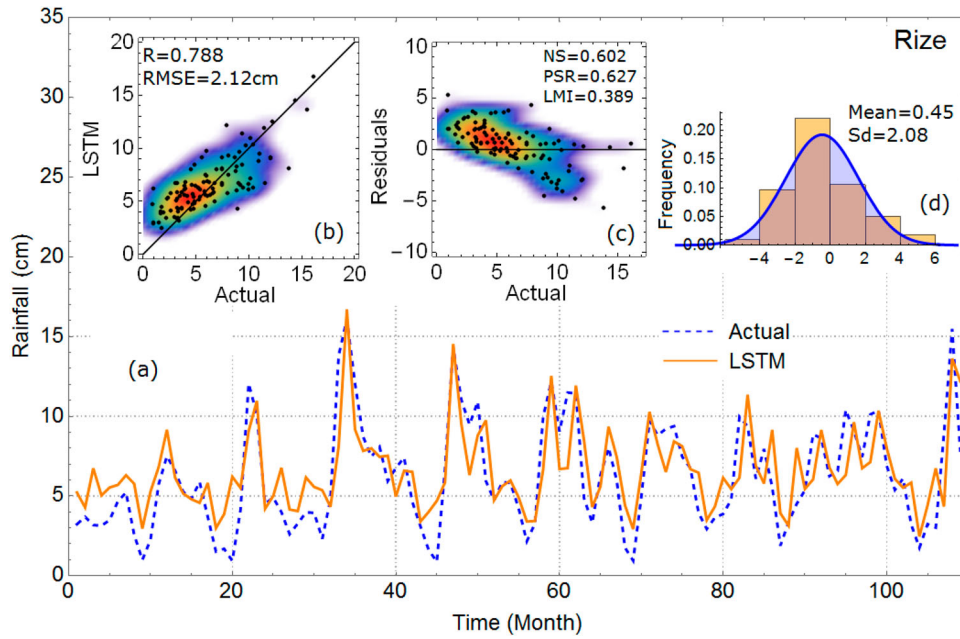 Rize
35
30
25
20
15
10
5
0
Rainfall (cm)
R=0.788
RMSE=2.12cm
20
15
10
5
0
LSTM
(b)
0 5 10 15 20
Actual
NS=0.602
PSR=0.627
LMI=0.389
10
5
0
−5
−10
Residuals
(c)
0 5 10 15
Actual
Mean=0.45
Sd=2.08
0.20
0.15
0.10
0.05
0.00
Frequency
(d)
−4 −2 0 2 4 6
(a)
Actual
LSTM
0 20 40 60 80 100
Time (Month)